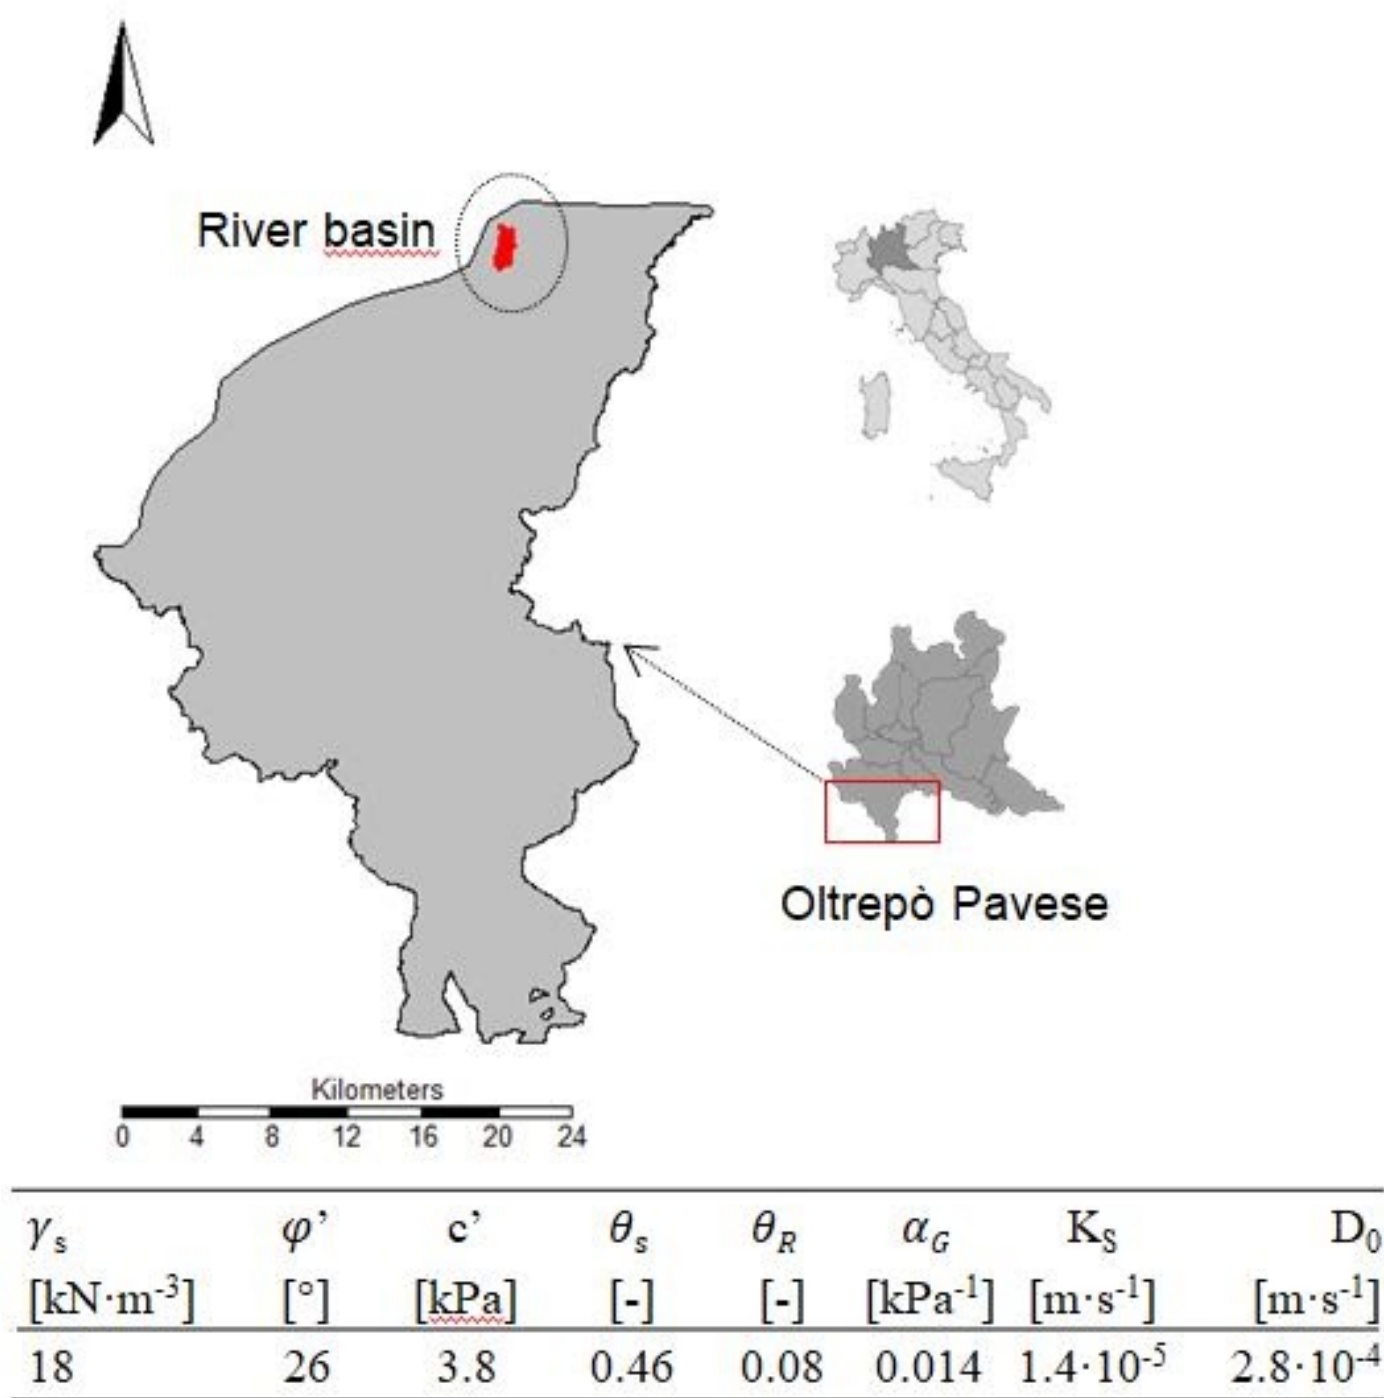 River basin
Oltrepò Pavese
Kilometers
0 4 8 12 16 20 24
γs φ’ c’ θs θR αG KS D0
[kN·m-3] [°] [kPa] [-] [-] [kPa-1] [m·s-1] [m·s-1]
18 26 3.8 0.46 0.08 0.014 1.4·10-5 2.8·10-4